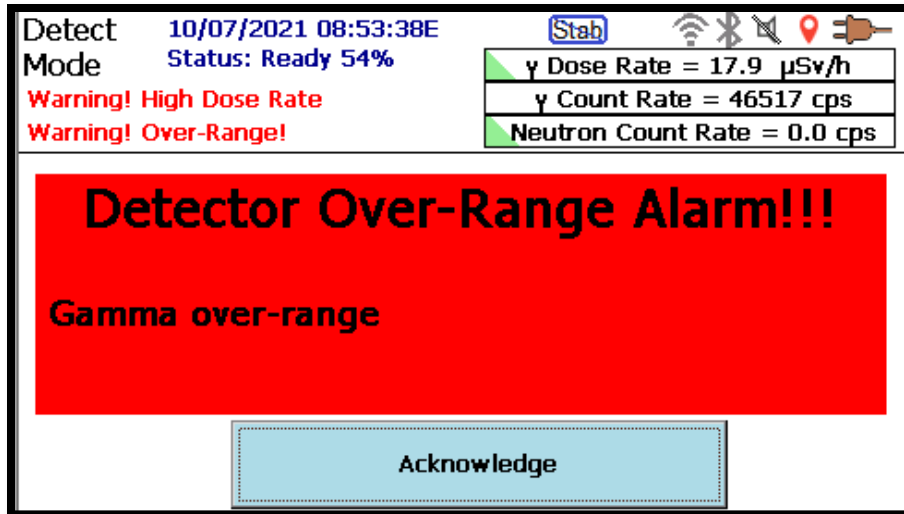 Detect 10/07/2021 08:53:38E Stab
Mode Status: Ready 54%
γ Dose Rate = 17.9 µSv/h
Warning! High Dose Rate
γ Count Rate = 46517 cps
Warning! Over-Range!
Neutron Count Rate = 0.0 cps
Detector Over-Range Alarm!!!
Gamma over-range
Acknowledge